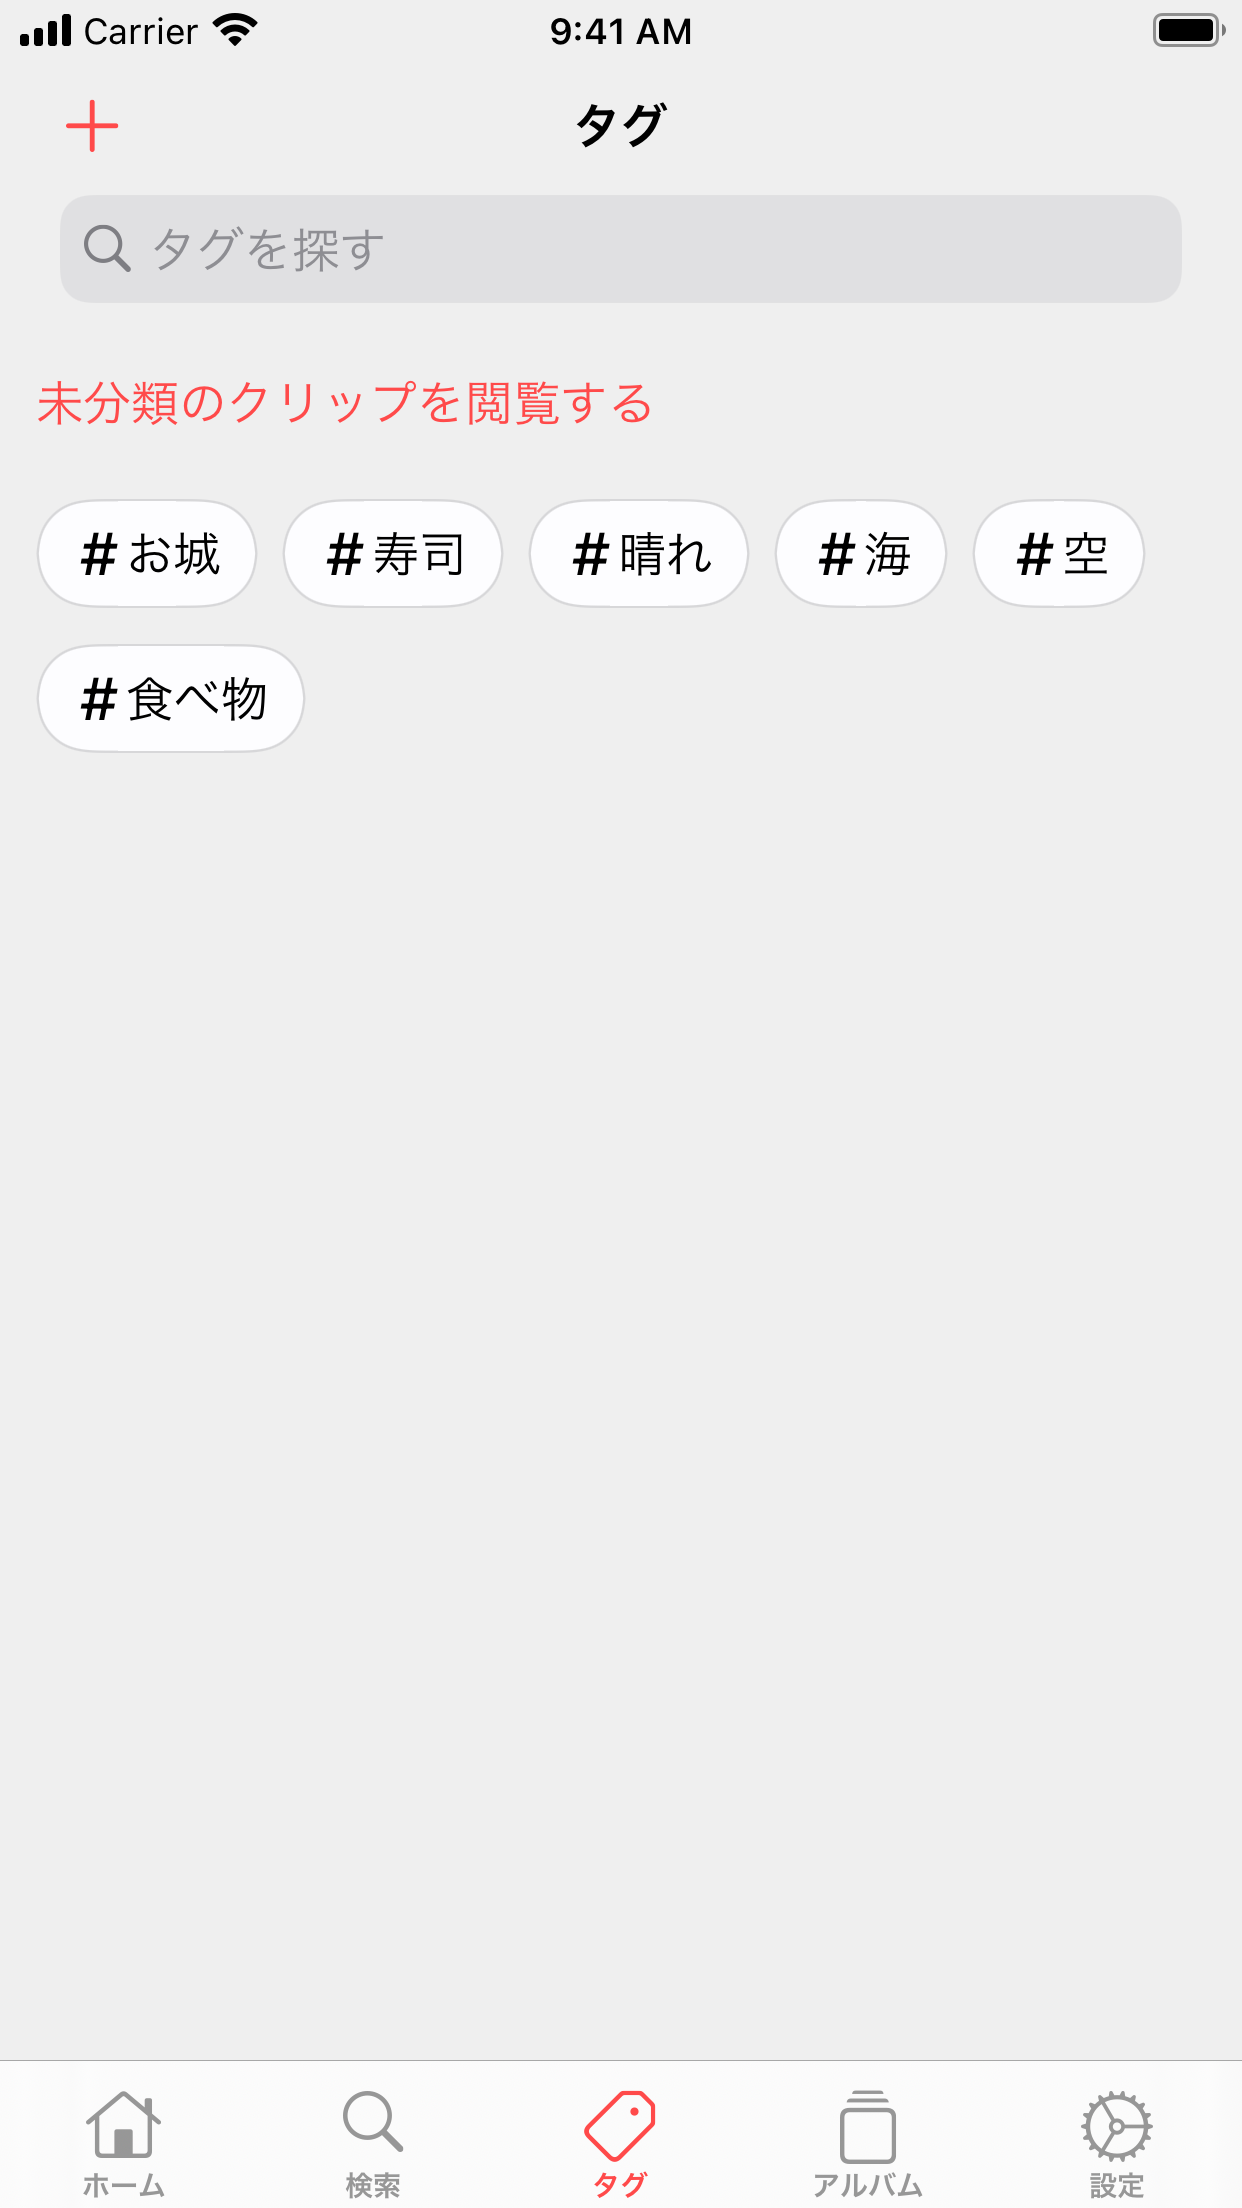 Carrier 9:41 AM
タグ
タグを探す
未分類のクリップを閲覧する
#お城 #寿司 #晴れ #海 #空
#食べ物
ホーム 検索 タグ アルバム 設定